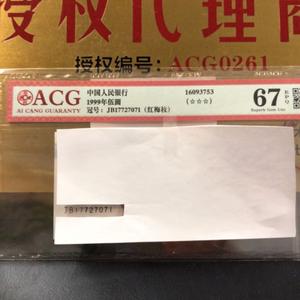 授权代理商
授权编号：ACG0261
ACG
AI CANG GUARANTY
中国人民银行
1999年伍圆
冠号：JB17727071（红梅枝）
16093753
(☆☆☆)
67 EPQ
Superb Gem Unc
JB17727071